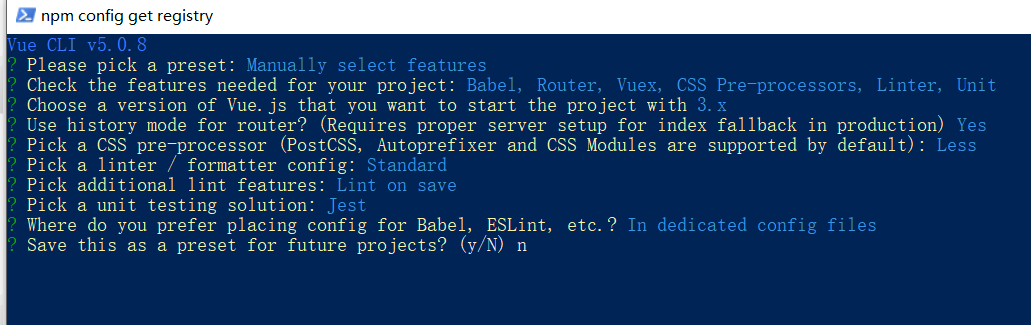 npm config get registry
Vue CLI v5.0.8
? Please pick a preset: Manually select features
? Check the features needed for your project: Babel, Router, Vuex, CSS Pre-processors, Linter, Unit
? Choose a version of Vue.js that you want to start the project with 3.x
? Use history mode for router? (Requires proper server setup for index fallback in production) Yes
? Pick a CSS pre-processor (PostCSS, Autoprefixer and CSS Modules are supported by default): Less
? Pick a linter / formatter config: Standard
? Pick additional lint features: Lint on save
? Pick a unit testing solution: Jest
? Where do you prefer placing config for Babel, ESLint, etc.? In dedicated config files
? Save this as a preset for future projects? (y/N) n